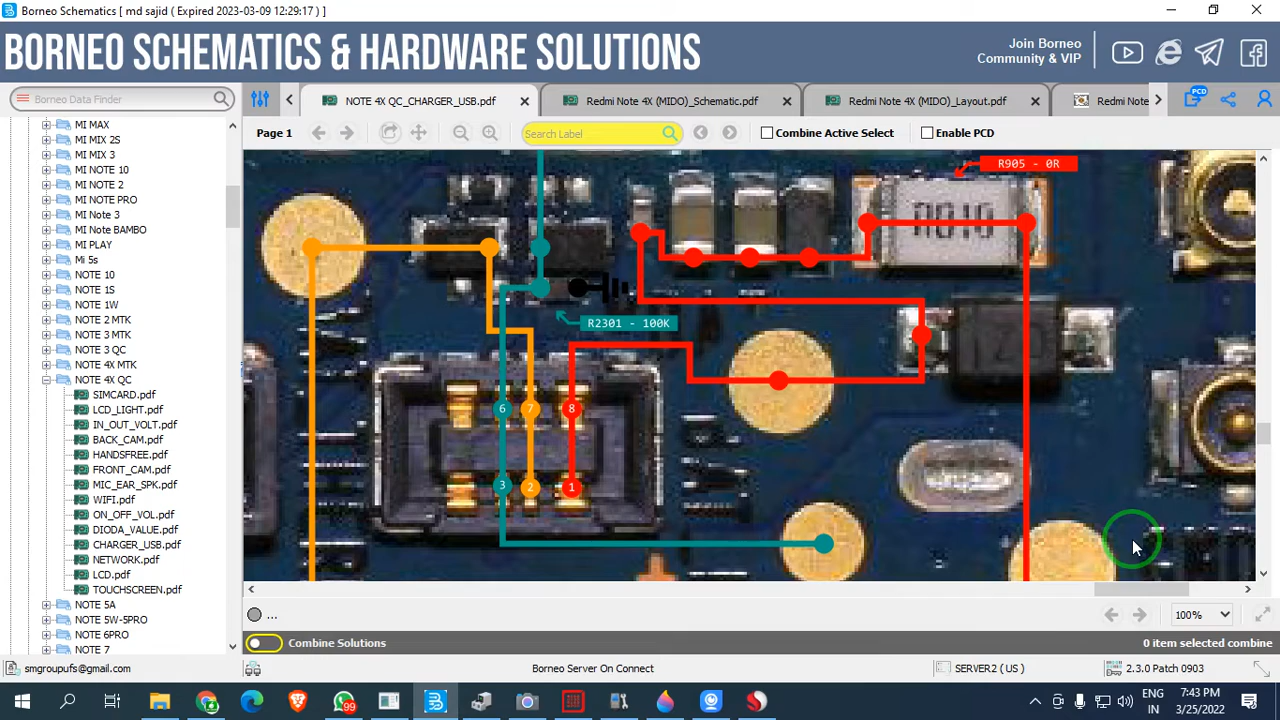 Borneo Schematics [ md sajid ( Expired 2023-03-09 12:29:17 ) ]
BORNEO SCHEMATICS & HARDWARE SOLUTIONS
Join Borneo
Community & VIP
Borneo Data Finder
NOTE 4X QC_CHARGER_USB.pdf
Redmi Note 4X (MIDO)_Schematic.pdf
Redmi Note 4X (MIDO)_Layout.pdf
Redmi Note
PCD
Page 1
Search Label
Combine Active Select
Enable PCD
MI MAX
MI MIX 2S
MI MIX 3
MI NOTE 10
MI NOTE 2
MI NOTE PRO
MI Note 3
MI Note BAMBO
MI PLAY
Mi 5s
NOTE 10
NOTE 1S
NOTE 1W
NOTE 2 MTK
NOTE 3 MTK
NOTE 3 QC
NOTE 4X MTK
NOTE 4X QC
SIMCARD.pdf
LCD_LIGHT.pdf
IN_OUT_VOLT.pdf
BACK_CAM.pdf
HANDSFREE.pdf
FRONT_CAM.pdf
MIC_EAR_SPK.pdf
WIFI.pdf
ON_OFF_VOL.pdf
DIODA_VALUE.pdf
CHARGER_USB.pdf
NETWORK.pdf
LCD.pdf
TOUCHSCREEN.pdf
NOTE 5A
NOTE 5W-5PRO
NOTE 6PRO
NOTE 7
R905 - 0R
R2301 - 100K
6 7 8
3 2 1
...
100%
Combine Solutions
0 item selected combine
smgroupufs@gmail.com
Borneo Server On Connect
SERVER2 ( US )
2.3.0 Patch 0903
99
ENG
IN
7:43 PM
3/25/2022